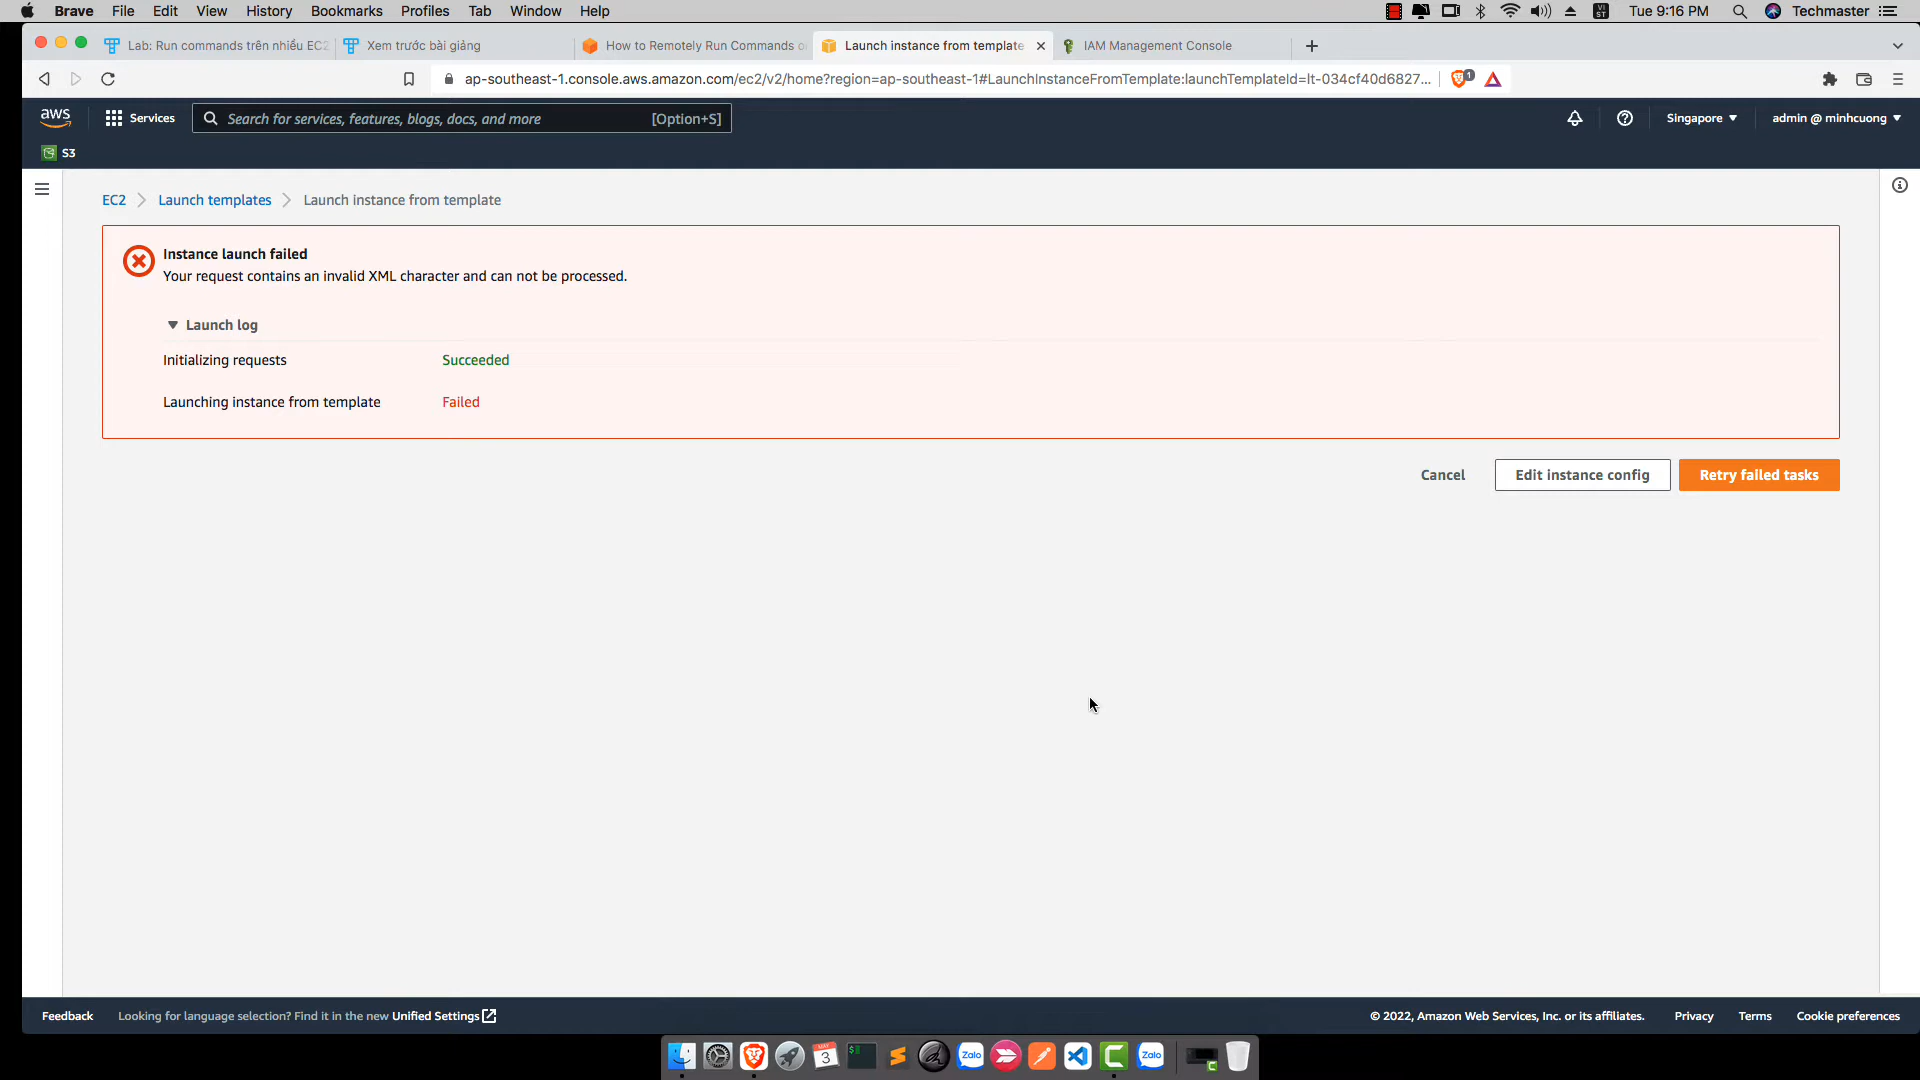 Brave File Edit View History Bookmarks Profiles Tab Window Help
VI ST Tue 9:16 PM Techmaster
Lab: Run commands trên nhiều EC2
Xem trước bài giảng
How to Remotely Run Commands o
Launch instance from template
IAM Management Console
ap-southeast-1.console.aws.amazon.com/ec2/v2/home?region=ap-southeast-1#LaunchInstanceFromTemplate:launchTemplateId=lt-034cf40d6827...
1
aws Services Search for services, features, blogs, docs, and more [Option+S] Singapore admin @ minhcuong
S3
EC2 Launch templates Launch instance from template
Instance launch failed
Your request contains an invalid XML character and can not be processed.
Launch log
Initializing requests Succeeded
Launching instance from template Failed
Cancel Edit instance config Retry failed tasks
Feedback Looking for language selection? Find it in the new Unified Settings © 2022, Amazon Web Services, Inc. or its affiliates. Privacy Terms Cookie preferences
MAY
3
$
Zalo
Zalo